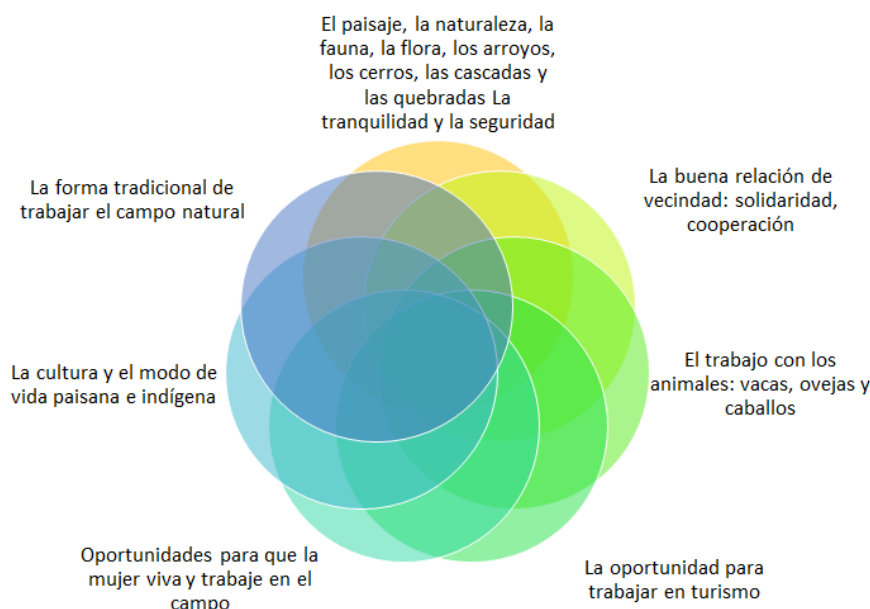 El paisaje, la naturaleza, la
fauna, la flora, los arroyos,
los cerros, las cascadas y
las quebradas La
tranquilidad y la seguridad
La buena relación de
vecindad: solidaridad,
cooperación
El trabajo con los
animales: vacas, ovejas y
caballos
La oportunidad para
trabajar en turismo
Oportunidades para que la
mujer viva y trabaje en el
campo
La cultura y el modo de
vida paisana e indígena
La forma tradicional de
trabajar el campo natural